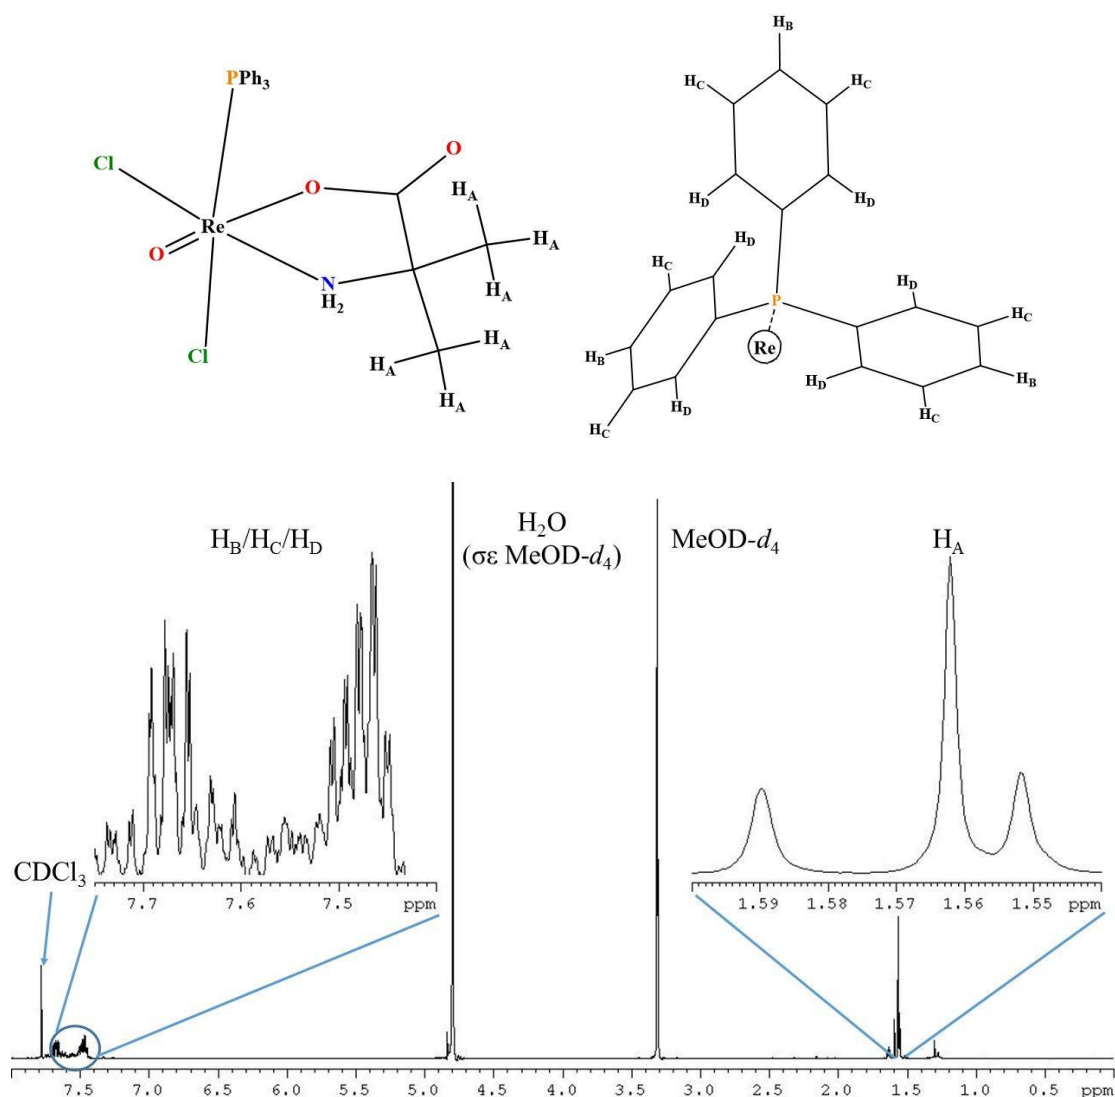 PPh3
Cl
O
O
HA
Re
HA
O
N
H2
HA
HA
HA
HA
Cl
HB
HC
HC
HD
HD
HD
HC
HD
HC
P
Re
HB
HD
HB
HC
HD
HC
HB/HC/HD
H2O
(σε MeOD-d4)
MeOD-d4
HA
CDCl3
7.7 7.6 7.5 ppm
1.59 1.58 1.57 1.56 1.55 ppm
7.5 7.0 6.5 6.0 5.5 5.0 4.5 4.0 3.5 3.0 2.5 2.0 1.5 1.0 0.5 ppm